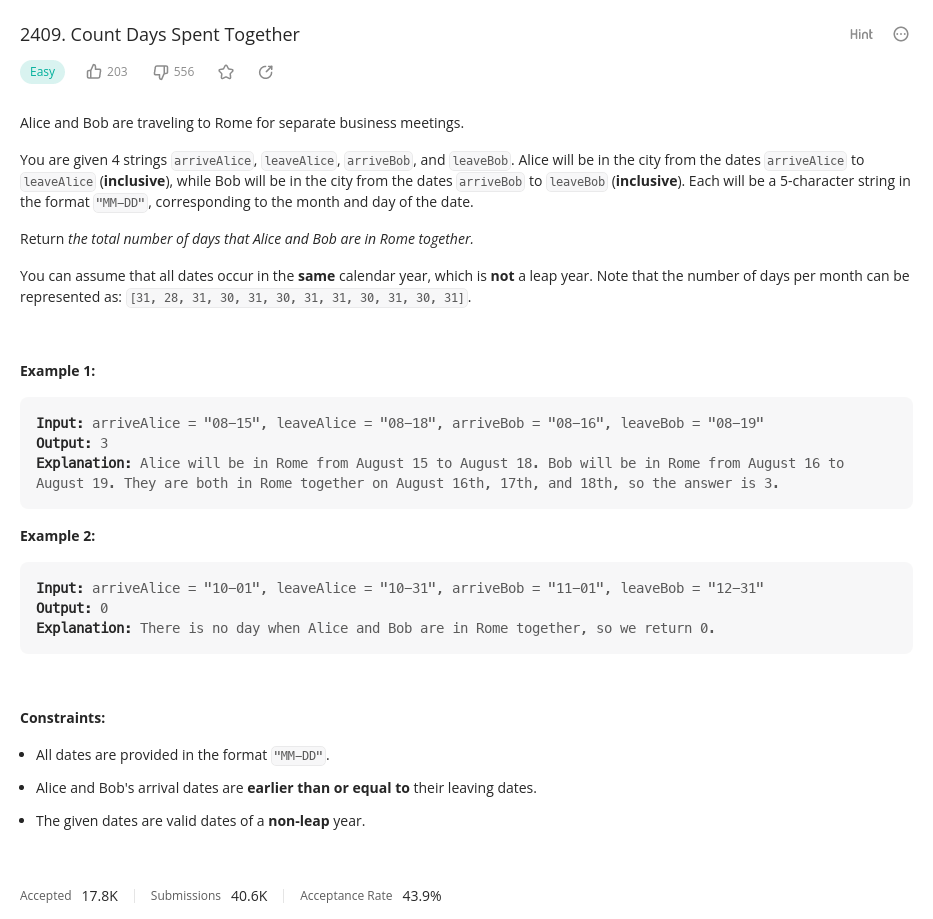 2409. Count Days Spent Together
Hint
Easy 203 556
Alice and Bob are traveling to Rome for separate business meetings.
You are given 4 strings arriveAlice, leaveAlice, arriveBob, and leaveBob. Alice will be in the city from the dates arriveAlice to
leaveAlice (inclusive), while Bob will be in the city from the dates arriveBob to leaveBob (inclusive). Each will be a 5-character string in
the format "MM-DD", corresponding to the month and day of the date.
Return the total number of days that Alice and Bob are in Rome together.
You can assume that all dates occur in the same calendar year, which is not a leap year. Note that the number of days per month can be
represented as: [31, 28, 31, 30, 31, 30, 31, 31, 30, 31, 30, 31].
Example 1:
Input: arriveAlice = "08-15", leaveAlice = "08-18", arriveBob = "08-16", leaveBob = "08-19"
Output: 3
Explanation: Alice will be in Rome from August 15 to August 18. Bob will be in Rome from August 16 to
August 19. They are both in Rome together on August 16th, 17th, and 18th, so the answer is 3.
Example 2:
Input: arriveAlice = "10-01", leaveAlice = "10-31", arriveBob = "11-01", leaveBob = "12-31"
Output: 0
Explanation: There is no day when Alice and Bob are in Rome together, so we return 0.
Constraints:
• All dates are provided in the format "MM-DD".
• Alice and Bob's arrival dates are earlier than or equal to their leaving dates.
• The given dates are valid dates of a non-leap year.
Accepted 17.8K Submissions 40.6K Acceptance Rate 43.9%